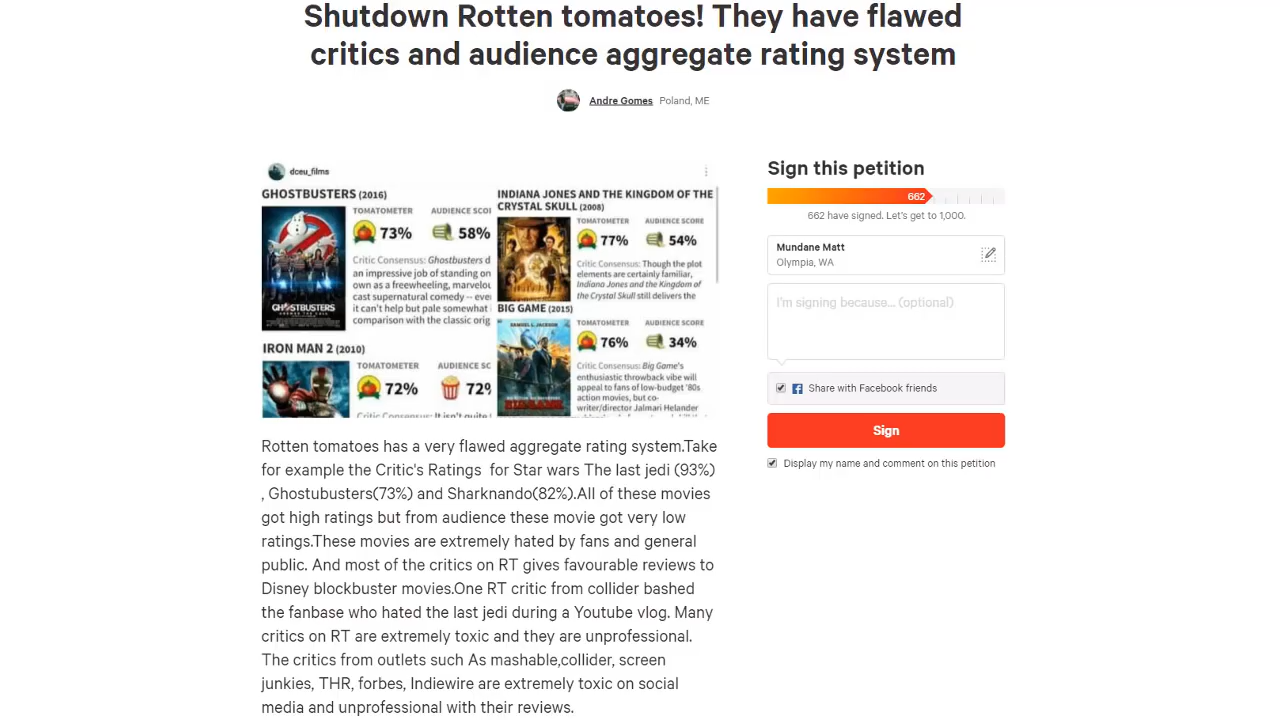 Shutdown Rotten tomatoes! They have flawed
critics and audience aggregate rating system
Andre Gomes Poland, ME
dceu_films
GHOSTBUSTERS (2016)
TOMATOMETER AUDIENCE SCO
73% 58%
Critic Consensus: Ghostbusters d
an impressive job of standing on
own as a freewheeling, marvelou
cast supernatural comedy -- eve
it can't help but pale somewhat
comparison with the classic orig
IRON MAN 2 (2010)
TOMATOMETER AUDIENCE SC
72% 72%
Critic Consensus: It isn't quite
INDIANA JONES AND THE KINGDOM OF THE
CRYSTAL SKULL (2008)
TOMATOMETER AUDIENCE SCORE
77% 54%
Critic Consensus: Though the plot
elements are certainly familiar,
Indiana Jones and the Kingdom of
the Crystal Skull still delivers the
BIG GAME (2015)
TOMATOMETER AUDIENCE SCORE
76% 34%
Critic Consensus: Big Game's
enthusiastic throwback vibe will
appeal to fans of low-budget '80s
action movies, but co-
writer/director Jalmari Helander
GHOSTBUSTERS
SAMUEL L. JACKSON
Rotten tomatoes has a very flawed aggregate rating system.Take
for example the Critic's Ratings for Star wars The last jedi (93%)
, Ghostubusters(73%) and Sharknando(82%).All of these movies
got high ratings but from audience these movie got very low
ratings.These movies are extremely hated by fans and general
public. And most of the critics on RT gives favourable reviews to
Disney blockbuster movies.One RT critic from collider bashed
the fanbase who hated the last jedi during a Youtube vlog. Many
critics on RT are extremely toxic and they are unprofessional.
The critics from outlets such As mashable,collider, screen
junkies, THR, forbes, Indiewire are extremely toxic on social
media and unprofessional with their reviews.
Sign this petition
662
662 have signed. Let's get to 1,000.
Mundane Matt
Olympia, WA
I'm signing because... (optional)
Share with Facebook friends
Sign
Display my name and comment on this petition